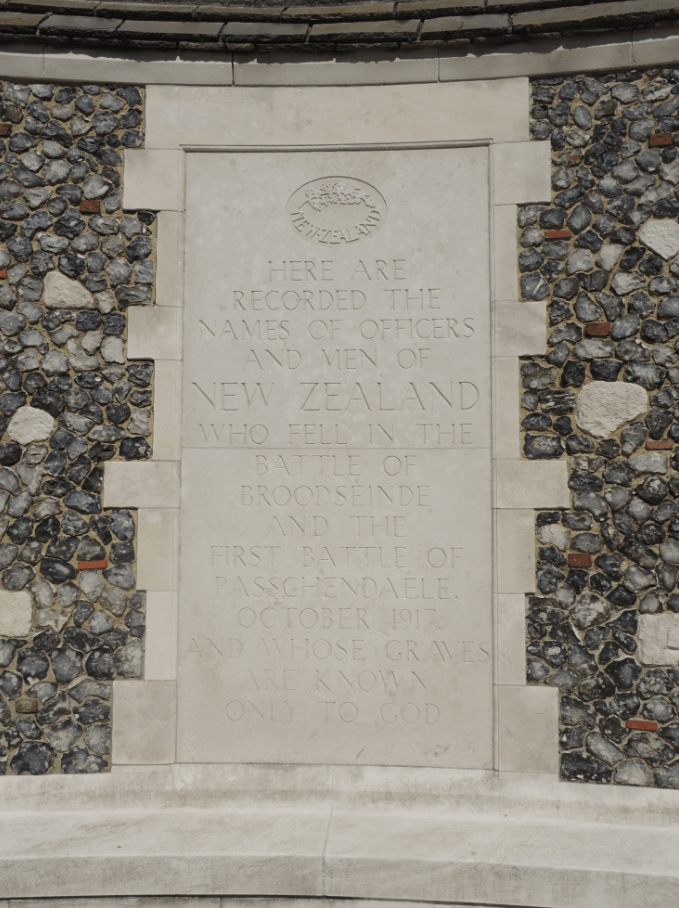 NEW ZEALAND
HERE ARE
RECORDED THE
NAMES OF OFFICERS
AND MEN OF
NEW ZEALAND
WHO FELL IN THE
BATTLE OF
BROODSEINDE
AND THE
FIRST BATTLE OF
PASSCHENDAELE.
OCTOBER 1917.
AND WHOSE GRAVES
ARE KNOWN
ONLY TO GOD